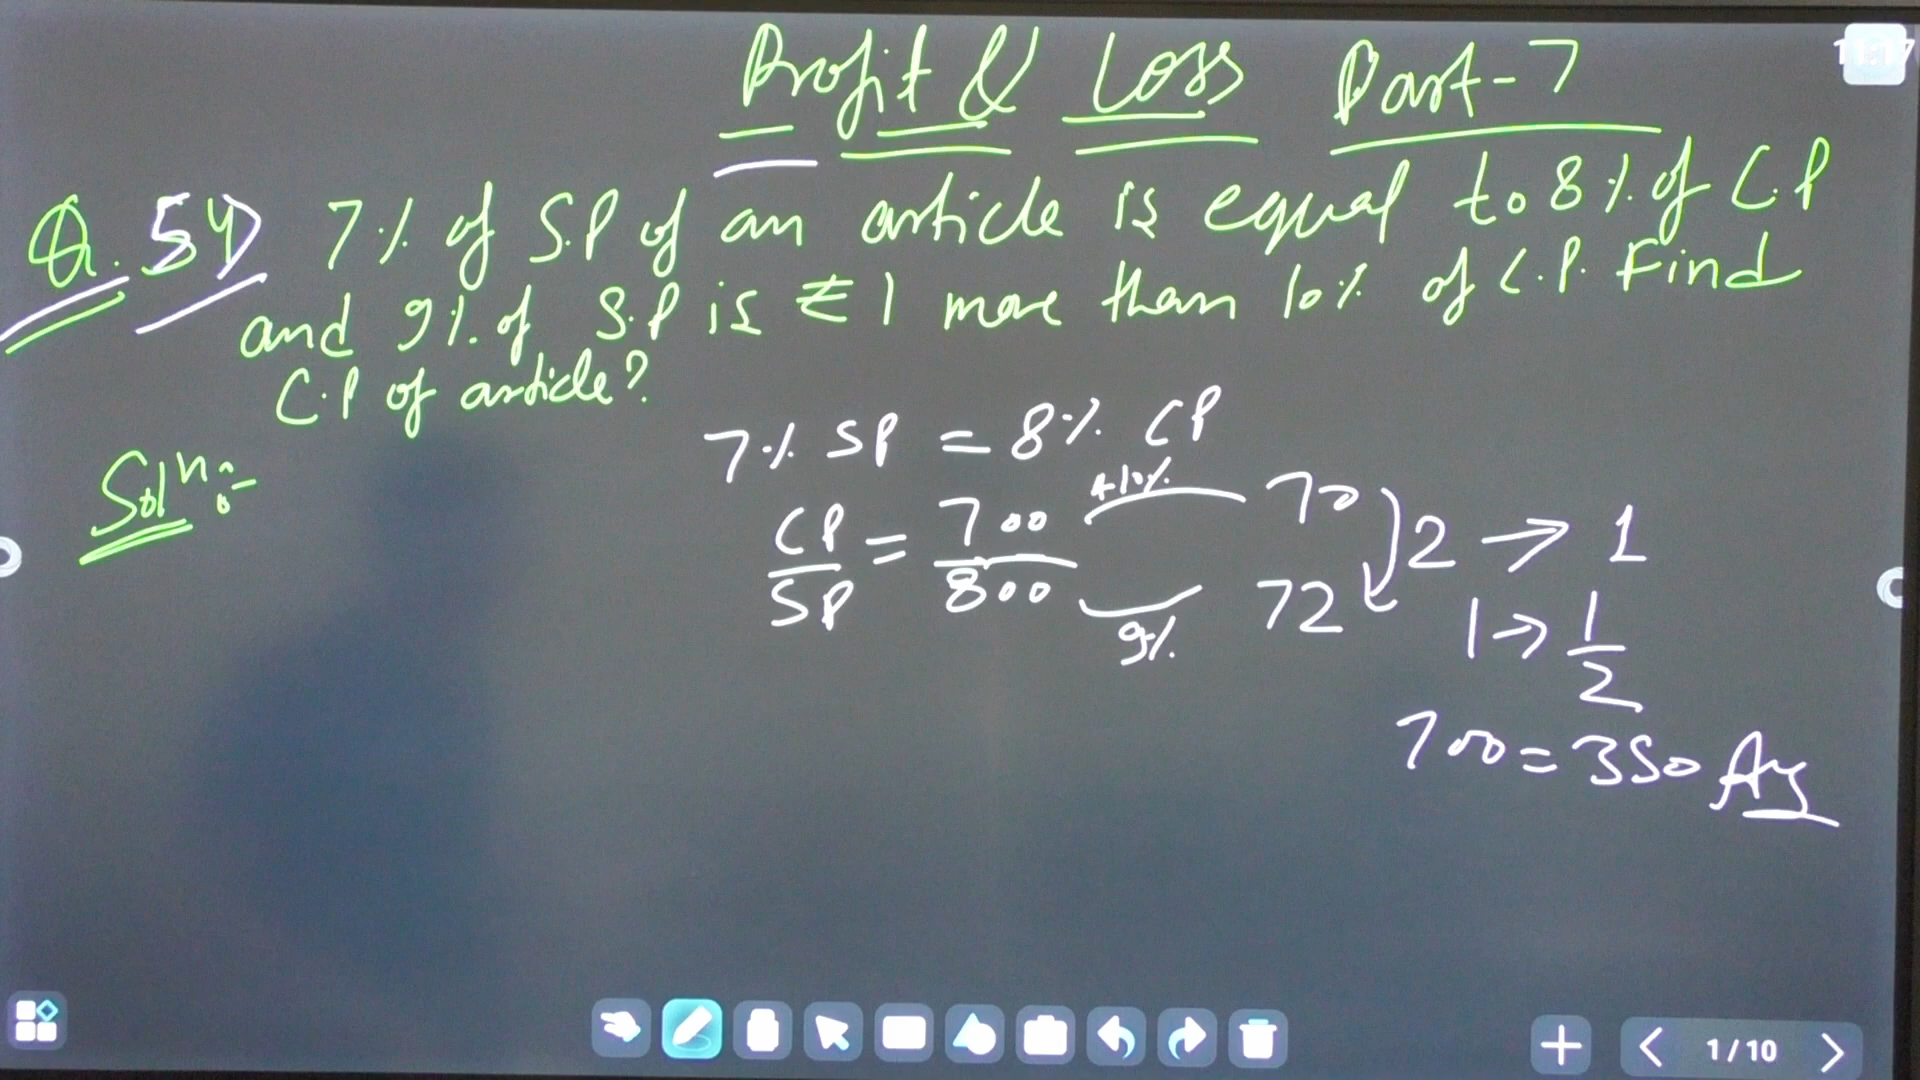 Profit & Loss Part-7
Q.54) 7% of S.P of an article is equal to 8% of C.P
and 9% of S.P is ₹1 more than 10% of C.P. Find
C.P of article?
Solⁿ:-
7% SP = 8% CP
CP/SP = 700/800
10% 70
9% 72
2 → 1
1 → 1/2
700 = 350 Ans
1/10